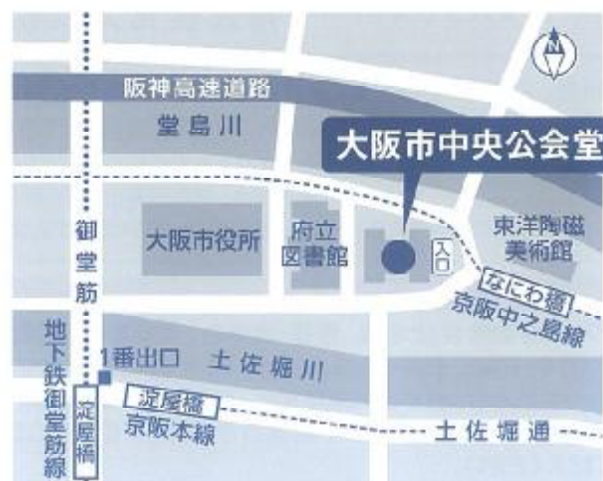 N
阪神高速道路
堂島川
大阪市中央公会堂
御堂筋
大阪市役所
府立
図書館
入口
東洋陶磁
美術館
なにわ橋
京阪中之島線
地下鉄御堂筋線
1番出口
土佐堀川
淀屋橋
淀屋橋
京阪本線
土佐堀通